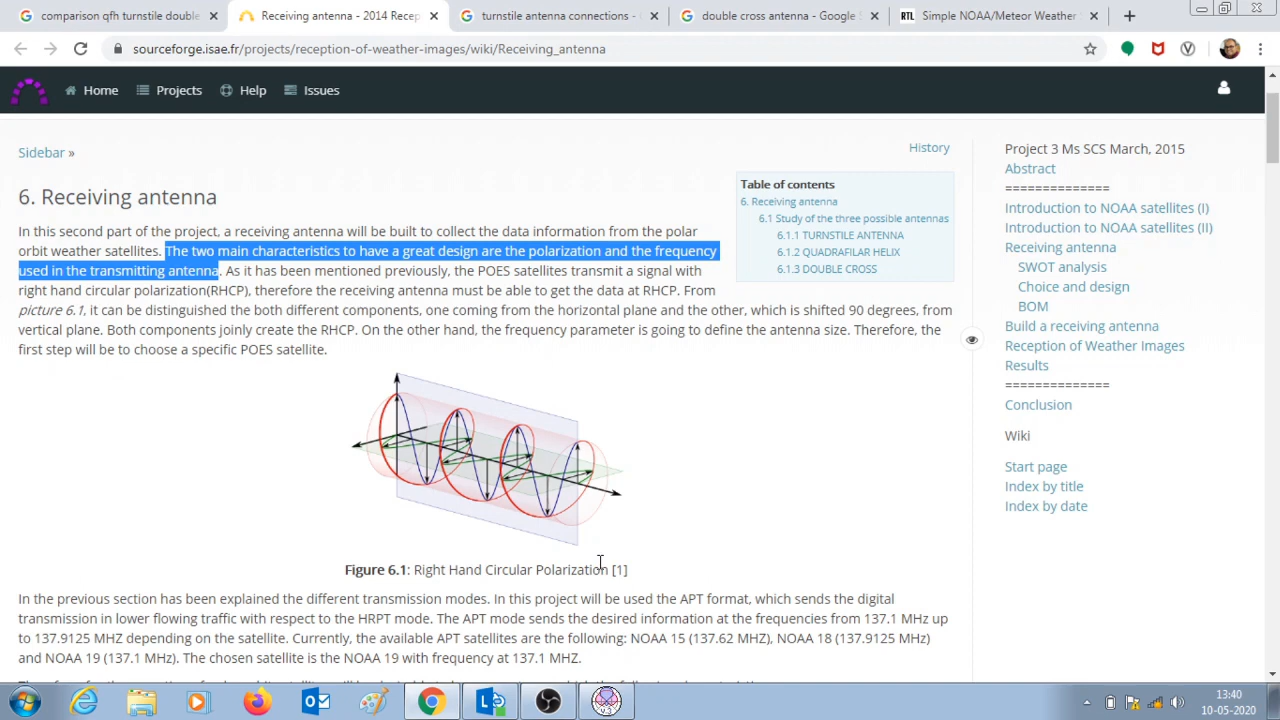 comparison qfh turnstile double
Receiving antenna - 2014 Recep
turnstile antenna connections -
double cross antenna - Google S
RTL Simple NOAA/Meteor Weather
sourceforge.isae.fr/projects/reception-of-weather-images/wiki/Receiving_antenna
Home Projects Help Issues
Sidebar »
History
6. Receiving antenna
Table of contents
6. Receiving antenna
6.1 Study of the three possible antennas
6.1.1 TURNSTILE ANTENNA
6.1.2 QUADRAFILAR HELIX
6.1.3 DOUBLE CROSS
In this second part of the project, a receiving antenna will be built to collect the data information from the polar
orbit weather satellites. The two main characteristics to have a great design are the polarization and the frequency
used in the transmitting antenna. As it has been mentioned previously, the POES satellites transmit a signal with
right hand circular polarization(RHCP), therefore the receiving antenna must be able to get the data at RHCP. From
picture 6.1, it can be distinguished the both different components, one coming from the horizontal plane and the other, which is shifted 90 degrees, from
vertical plane. Both components joinly create the RHCP. On the other hand, the frequency parameter is going to define the antenna size. Therefore, the
first step will be to choose a specific POES satellite.
Figure 6.1: Right Hand Circular Polarization [1]
In the previous section has been explained the different transmission modes. In this project will be used the APT format, which sends the digital
transmission in lower flowing traffic with respect to the HRPT mode. The APT mode sends the desired information at the frequencies from 137.1 MHz up
to 137.9125 MHZ depending on the satellite. Currently, the available APT satellites are the following: NOAA 15 (137.62 MHZ), NOAA 18 (137.9125 MHZ)
and NOAA 19 (137.1 MHZ). The chosen satellite is the NOAA 19 with frequency at 137.1 MHZ.
Project 3 Ms SCS March, 2015
Abstract
==============
Introduction to NOAA satellites (I)
Introduction to NOAA satellites (II)
Receiving antenna
SWOT analysis
Choice and design
BOM
Build a receiving antenna
Reception of Weather Images
Results
==============
Conclusion
Wiki
Start page
Index by title
Index by date
13:40
10-05-2020